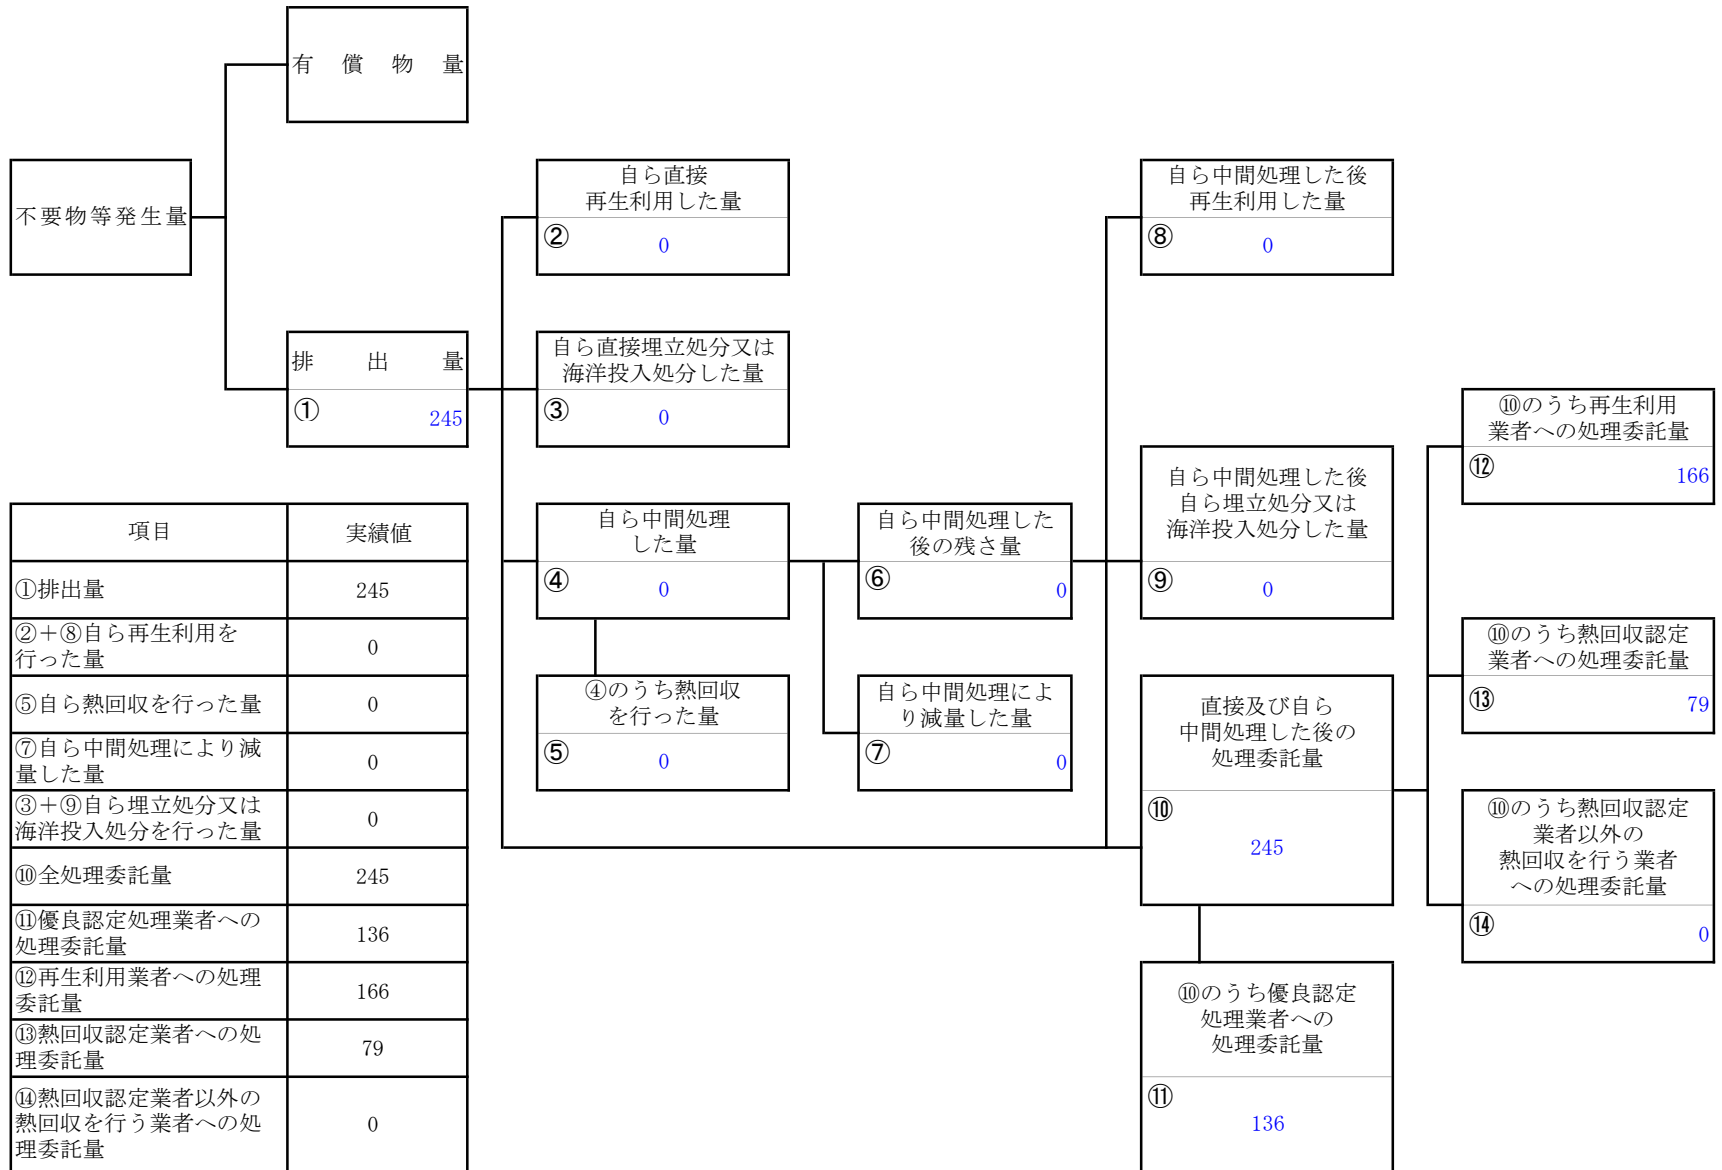 有償物量
不要物等発生量
排出量
①
245
自ら直接
再生利用した量
②
0
自ら直接埋立処分又は
海洋投入処分した量
③
0
自ら中間処理
した量
④
0
④のうち熱回収
を行った量
⑤
0
自ら中間処理した
後の残さ量
⑥
0
自ら中間処理によ
り減量した量
⑦
0
自ら中間処理した後
再生利用した量
⑧
0
自ら中間処理した後
自ら埋立処分又は
海洋投入処分した量
⑨
0
直接及び自ら
中間処理した後の
処理委託量
⑩
245
⑩のうち優良認定
処理業者への
処理委託量
⑪
136
⑩のうち再生利用
業者への処理委託量
⑫
166
⑩のうち熱回収認定
業者への処理委託量
⑬
79
⑩のうち熱回収認定
業者以外の
熱回収を行う業者
への処理委託量
⑭
0
項目 実績値
①排出量 245
②＋⑧自ら再生利用を
行った量 0
⑤自ら熱回収を行った量 0
⑦自ら中間処理により減
量した量 0
③＋⑨自ら埋立処分又は
海洋投入処分を行った量 0
⑩全処理委託量 245
⑪優良認定処理業者への
処理委託量 136
⑫再生利用業者への処理
委託量 166
⑬熱回収認定業者への処
理委託量 79
⑭熱回収認定業者以外の
熱回収を行う業者への処
理委託量 0